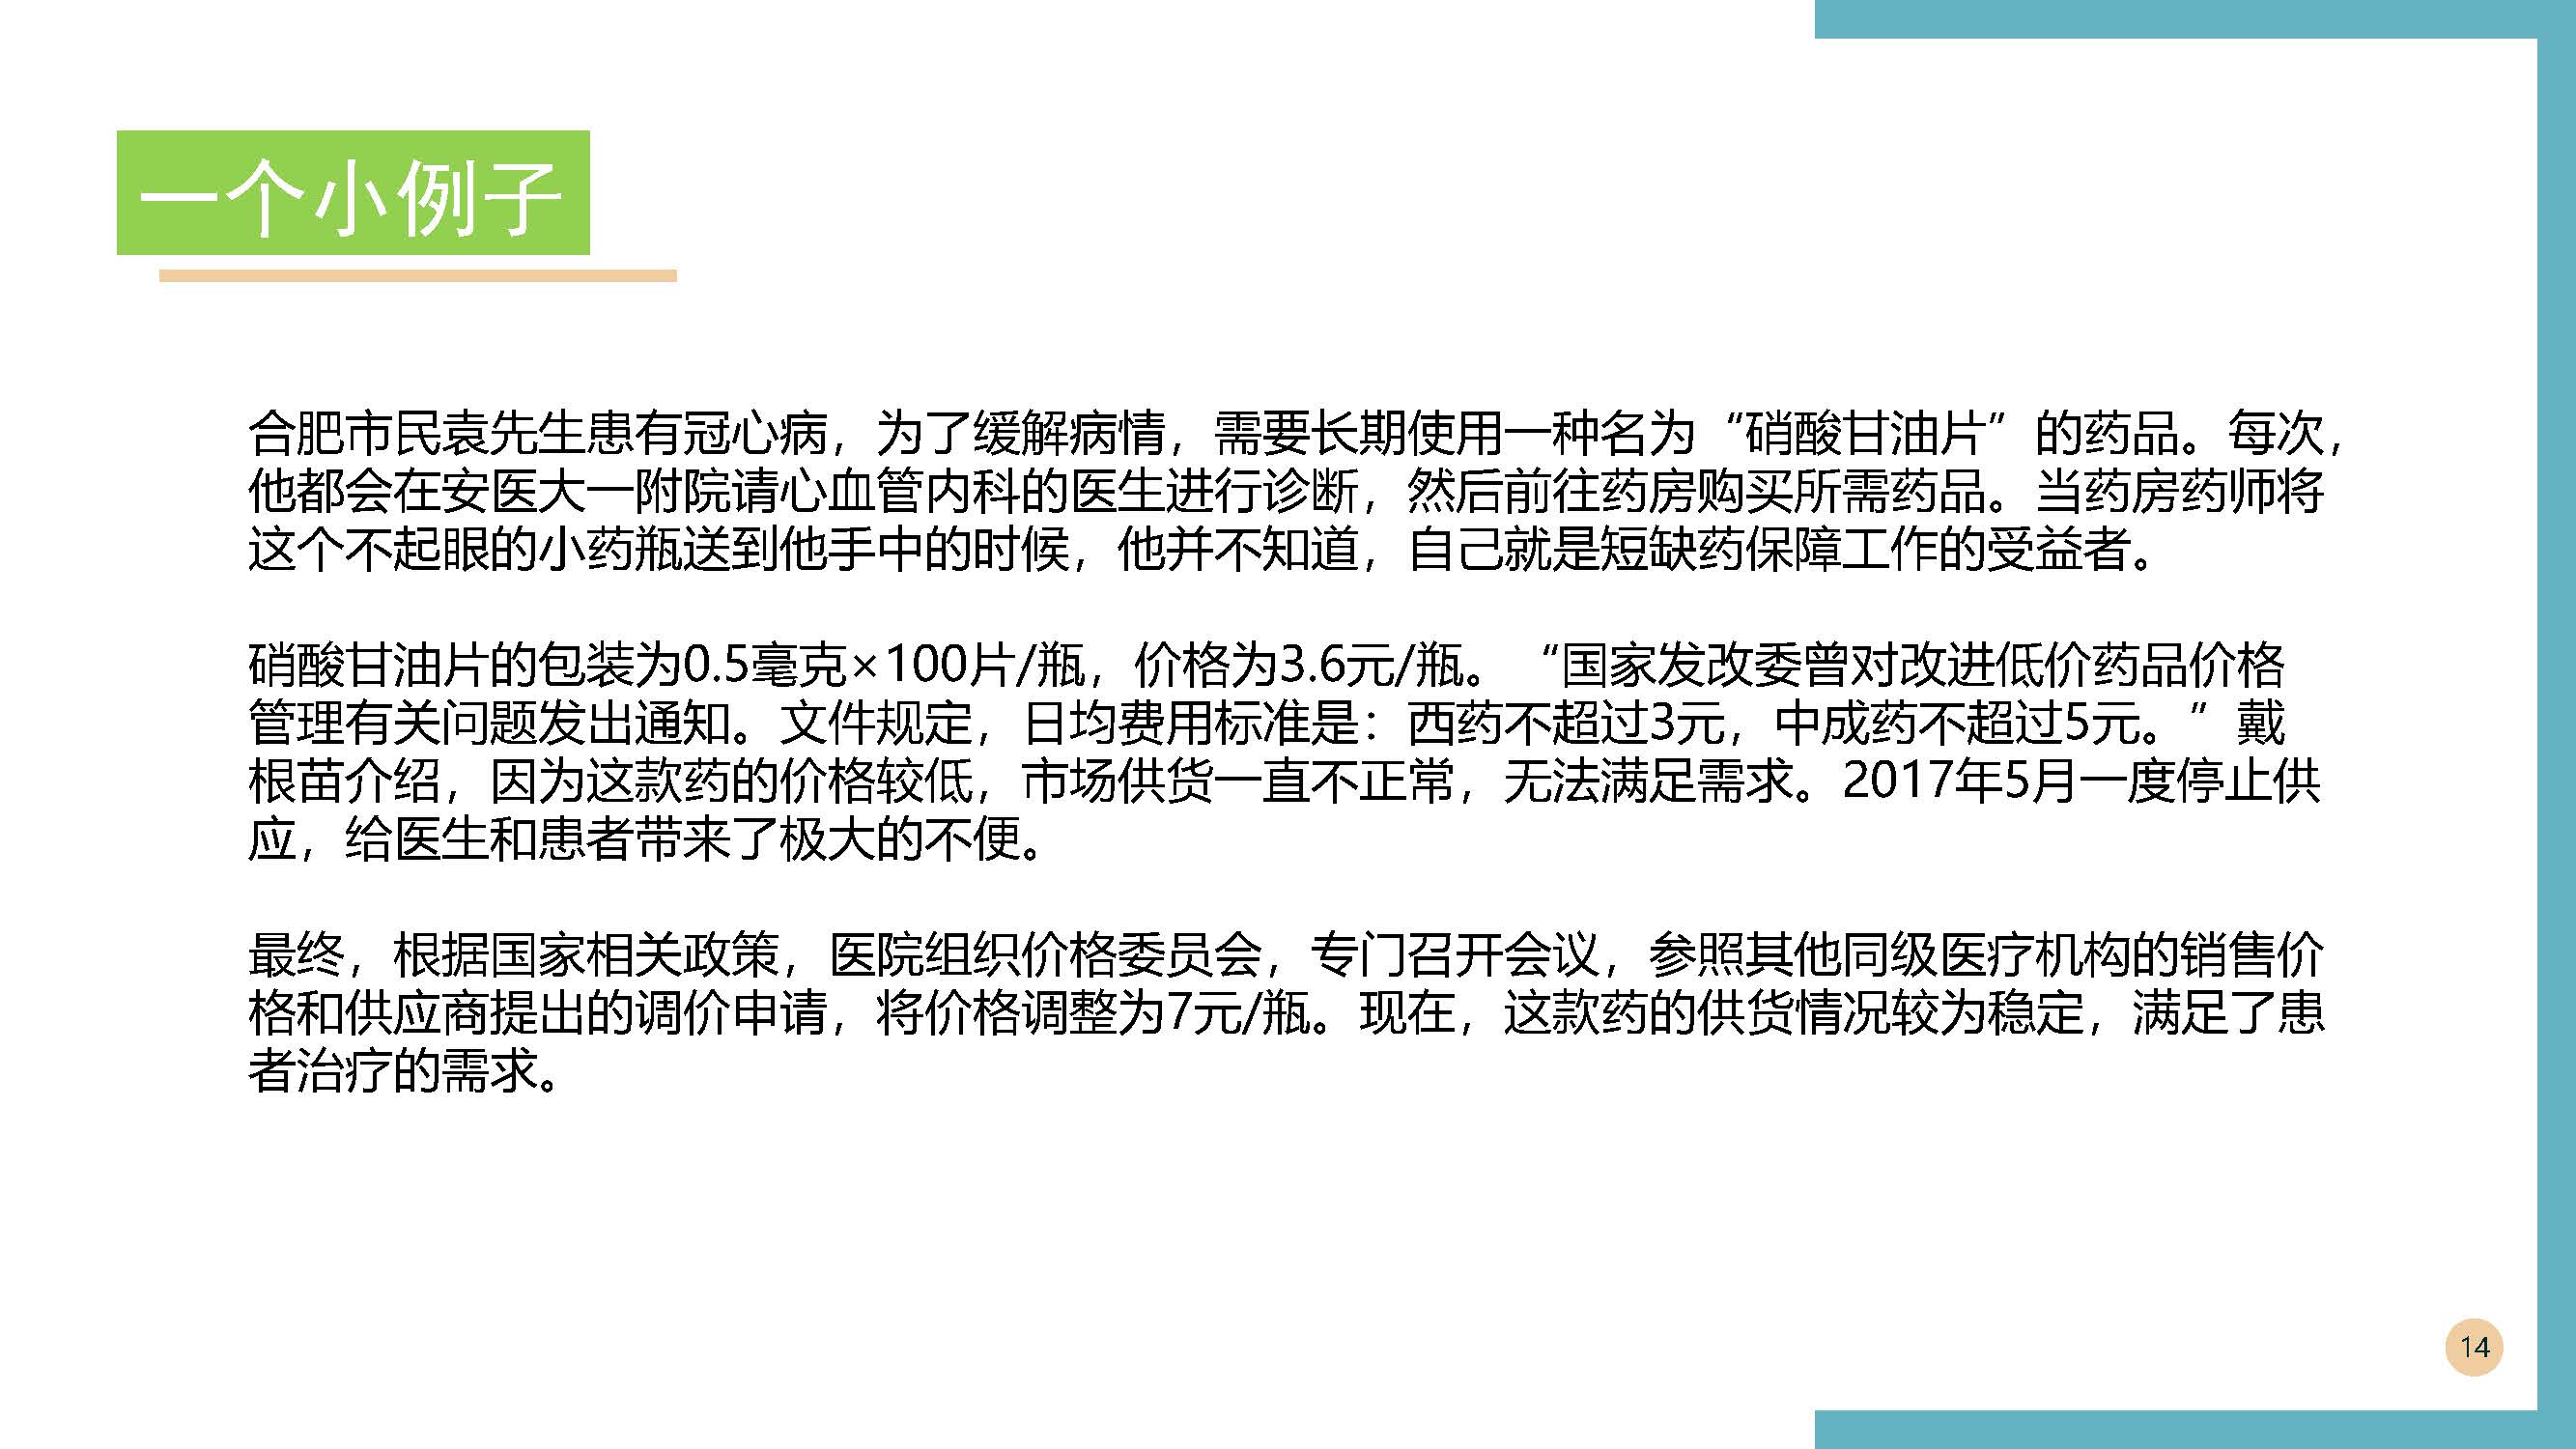 一个小例子
合肥市民袁先生患有冠心病，为了缓解病情，需要长期使用一种名为“硝酸甘油片”的药品。每次，
他都会在安医大一附院请心血管内科的医生进行诊断，然后前往药房购买所需药品。当药房药师将
这个不起眼的小药瓶送到他手中的时候，他并不知道，自己就是短缺药保障工作的受益者。
硝酸甘油片的包装为0.5毫克×100片/瓶，价格为3.6元/瓶。“国家发改委曾对改进低价药品价格
管理有关问题发出通知。文件规定，日均费用标准是：西药不超过3元，中成药不超过5元。”戴
根苗介绍，因为这款药的价格较低，市场供货一直不正常，无法满足需求。2017年5月一度停止供
应，给医生和患者带来了极大的不便。
最终，根据国家相关政策，医院组织价格委员会，专门召开会议，参照其他同级医疗机构的销售价
格和供应商提出的调价申请，将价格调整为7元/瓶。现在，这款药的供货情况较为稳定，满足了患
者治疗的需求。
14